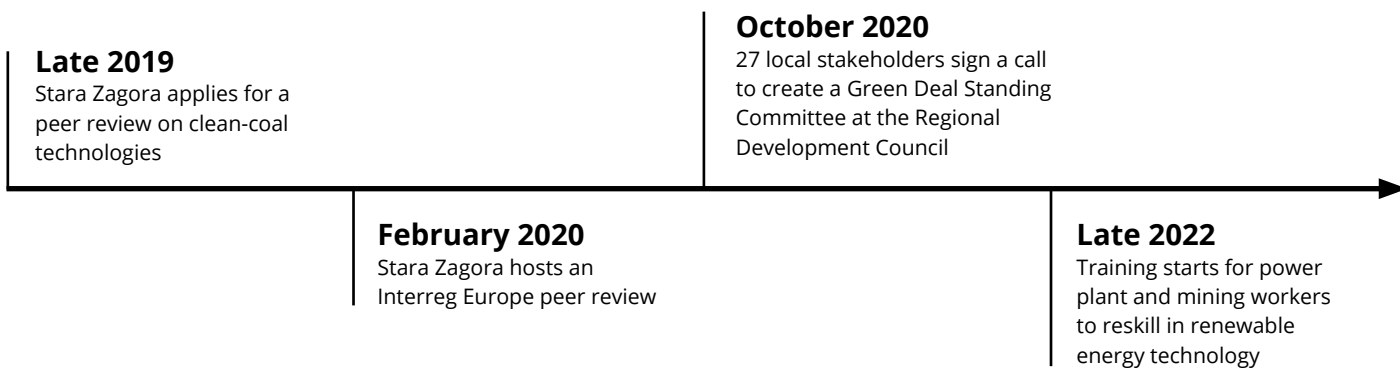 Late 2019
Stara Zagora applies for a
peer review on clean-coal
technologies
February 2020
Stara Zagora hosts an
Interreg Europe peer review
October 2020
27 local stakeholders sign a call
to create a Green Deal Standing
Committee at the Regional
Development Council
Late 2022
Training starts for power
plant and mining workers
to reskill in renewable
energy technology